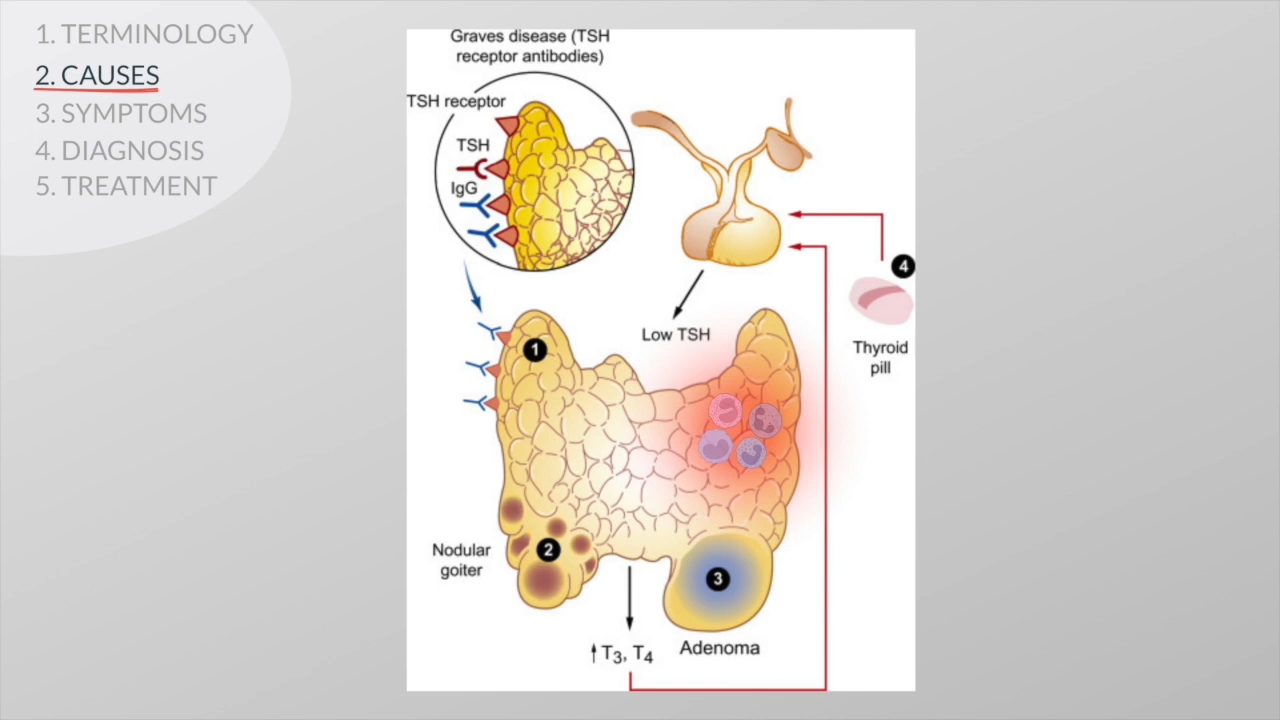 1. TERMINOLOGY
2. CAUSES
3. SYMPTOMS
4. DIAGNOSIS
5. TREATMENT
Graves disease (TSH
receptor antibodies)
TSH receptor
TSH
IgG
4
Low TSH
1
Thyroid
pill
Nodular
goiter
2
3
↑T3, T4
Adenoma